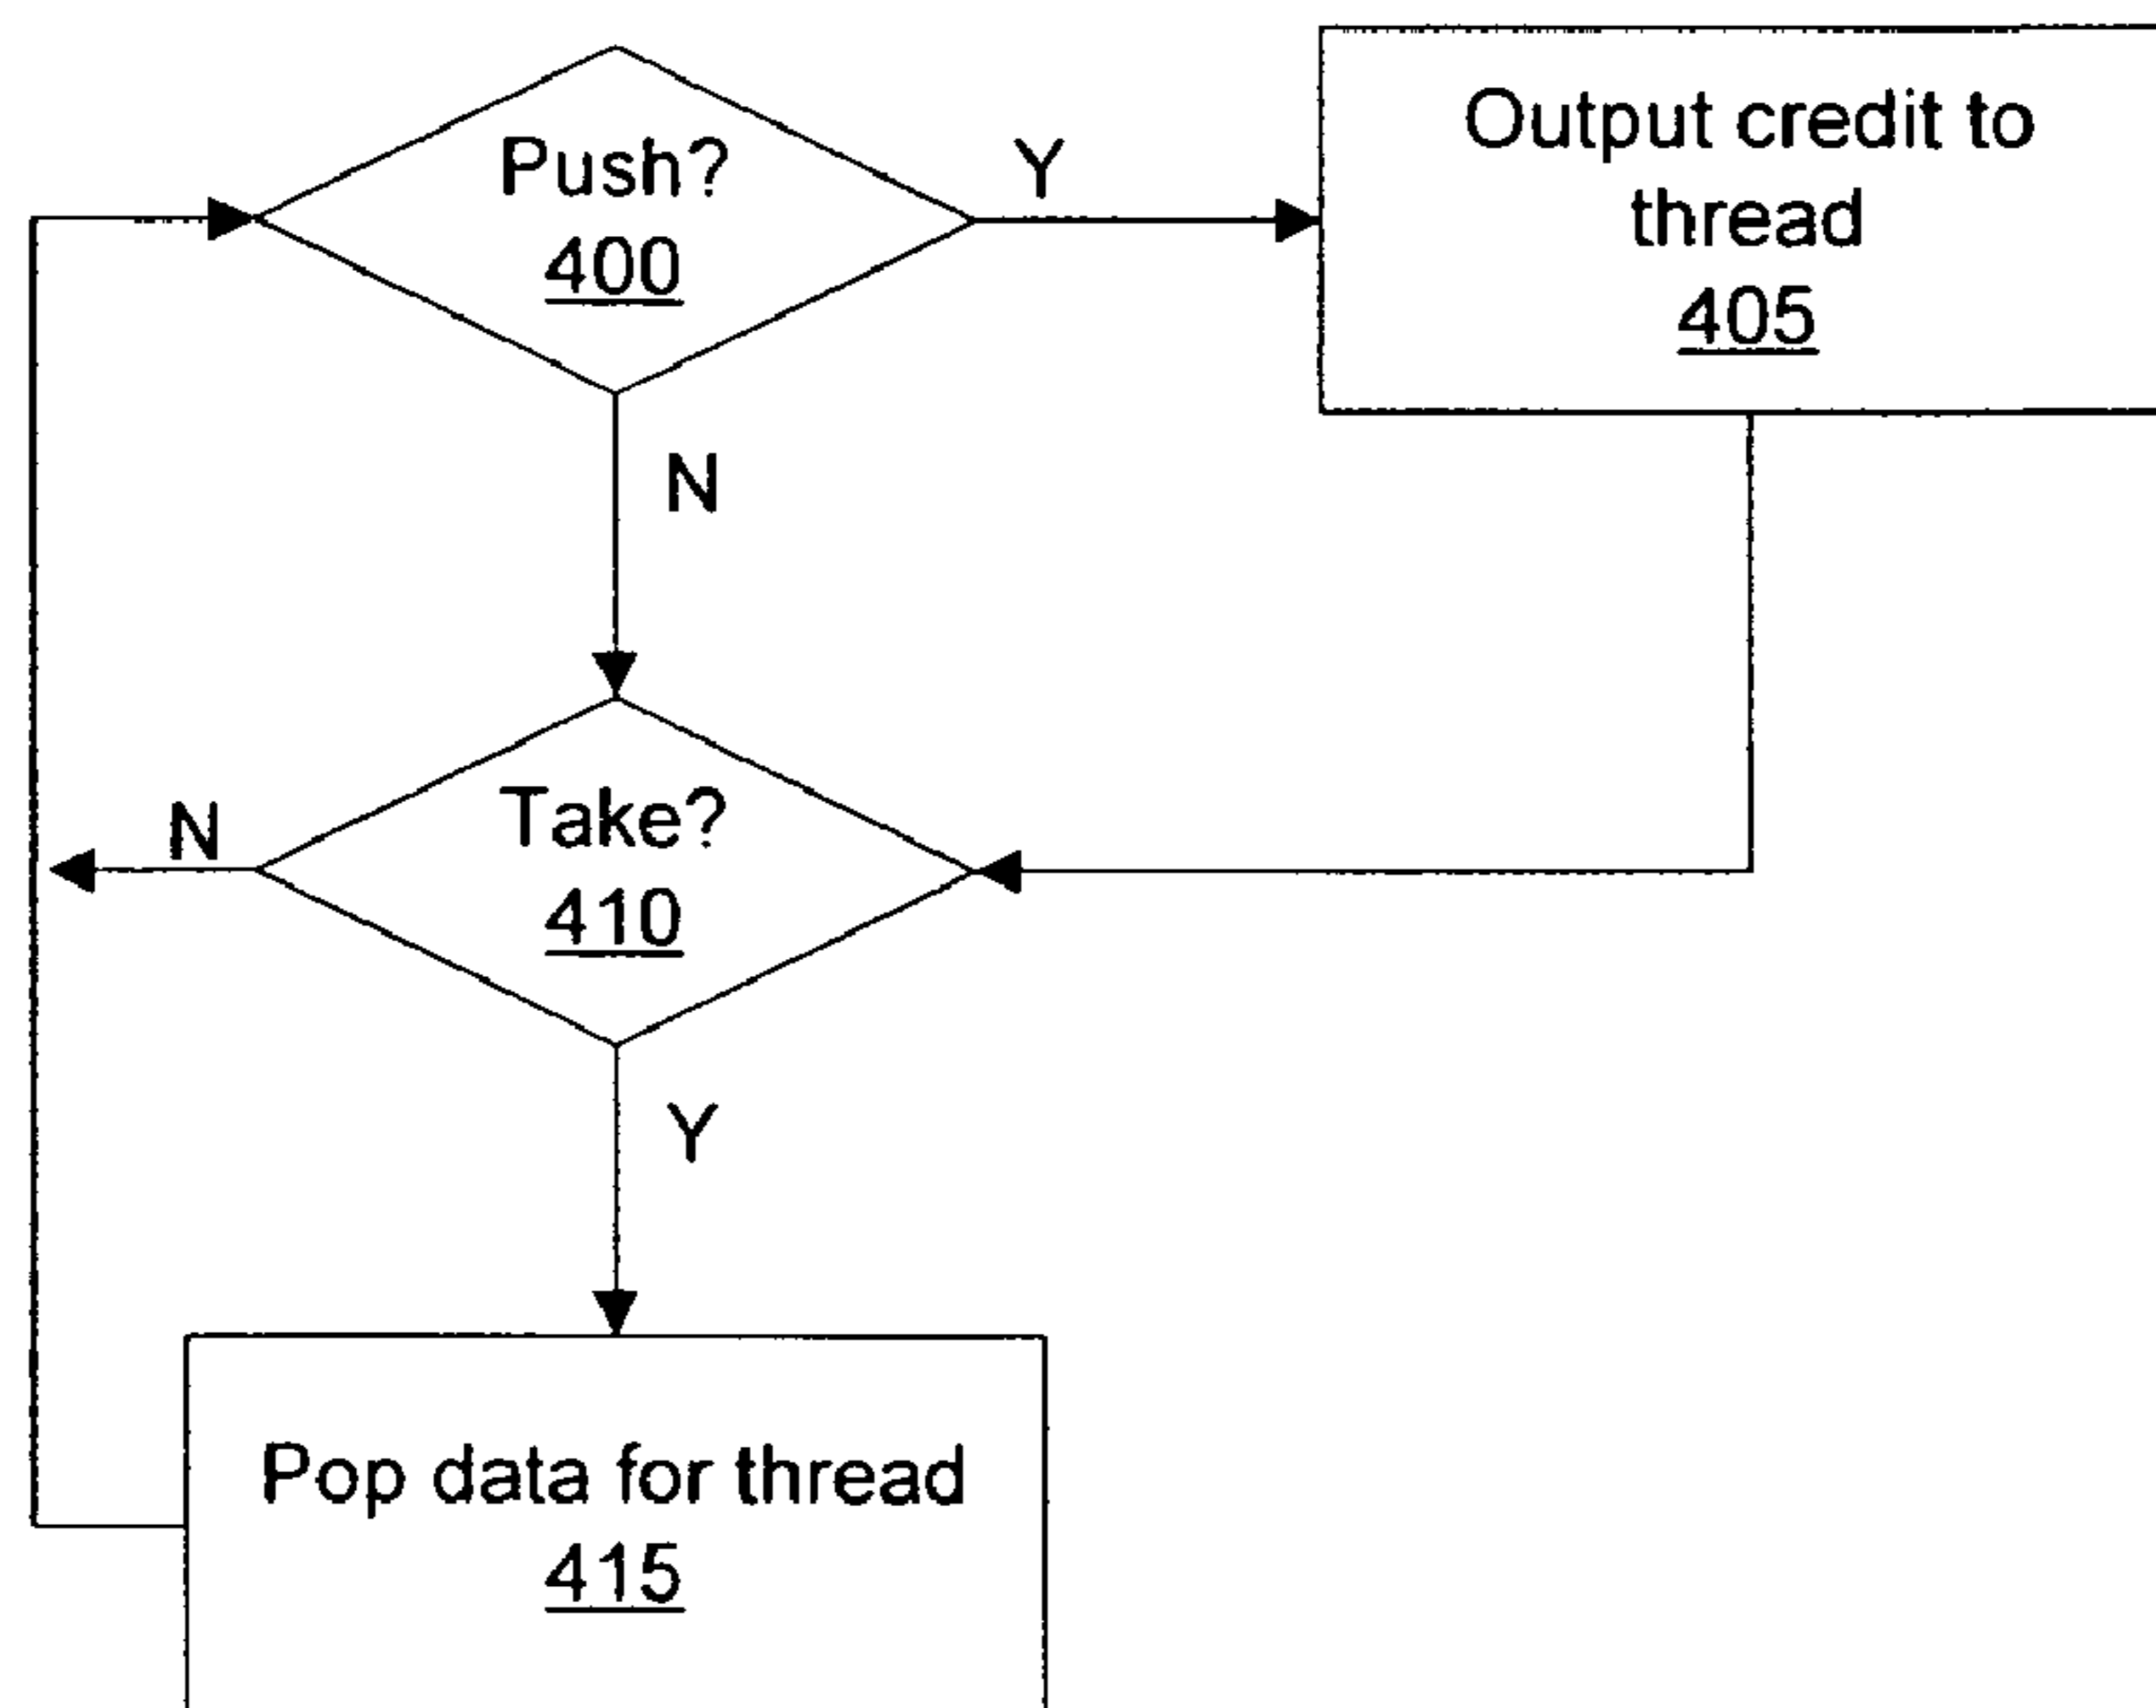 Push?
400
Y
Output credit to
thread
405
N
Take?
410
N
Y
Pop data for thread
415